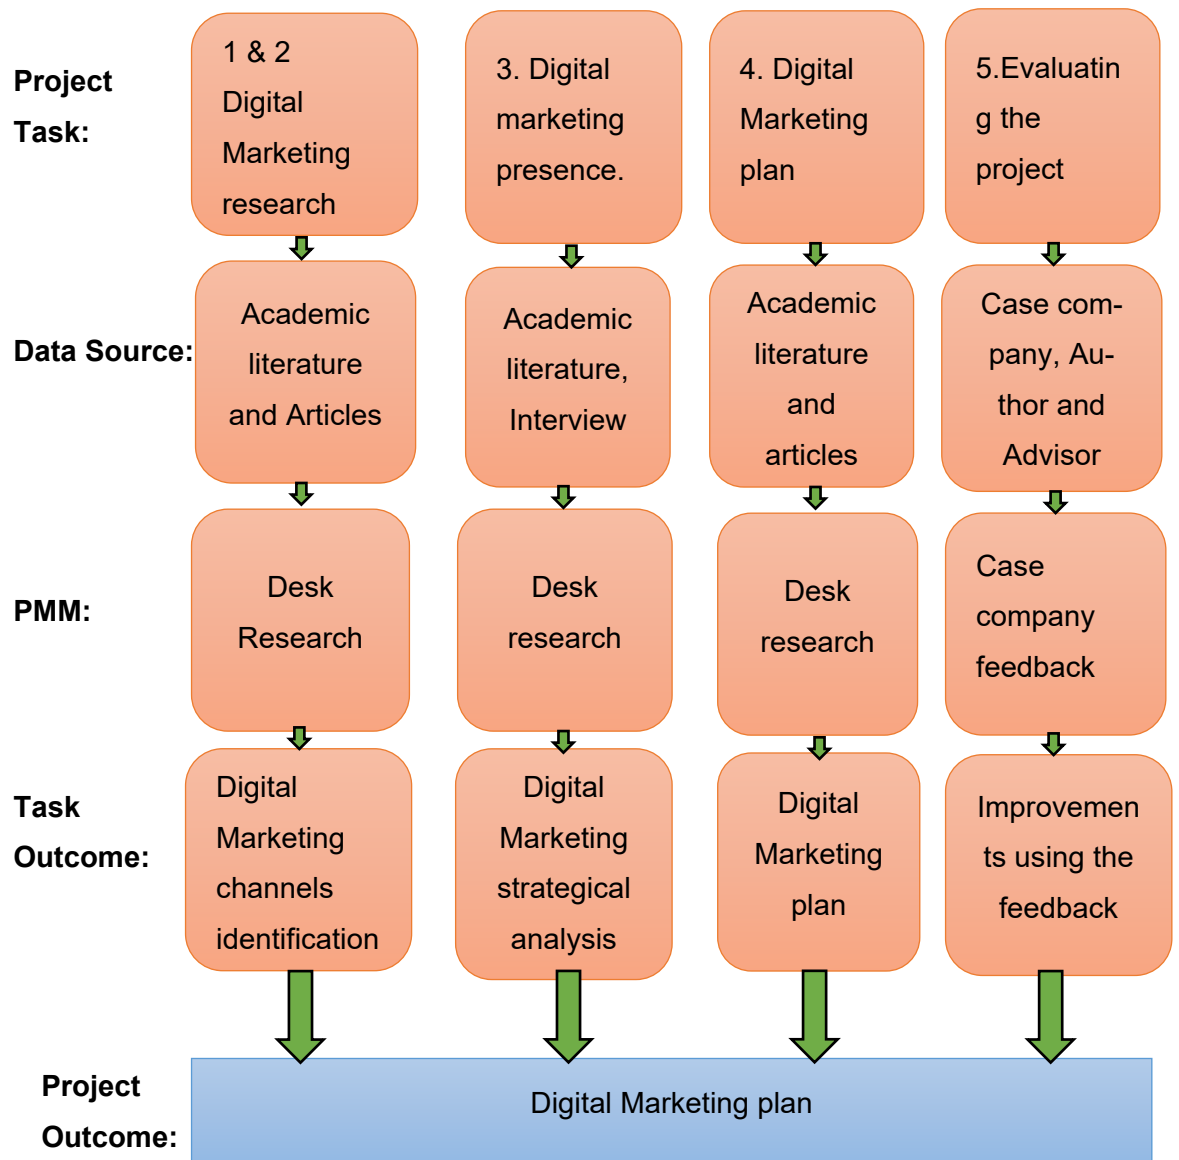 Project
Task:
1 & 2
Digital
Marketing
research
3. Digital
marketing
presence.
4. Digital
Marketing
plan
5.Evaluatin
g the
project
Data Source:
Academic
literature
and Articles
Academic
literature,
Interview
Academic
literature
and
articles
Case com-
pany, Au-
thor and
Advisor
PMM:
Desk
Research
Desk
research
Desk
research
Case
company
feedback
Task
Outcome:
Digital
Marketing
channels
identification
Digital
Marketing
strategical
analysis
Digital
Marketing
plan
Improvemen
ts using the
feedback
Project
Outcome:
Digital Marketing plan